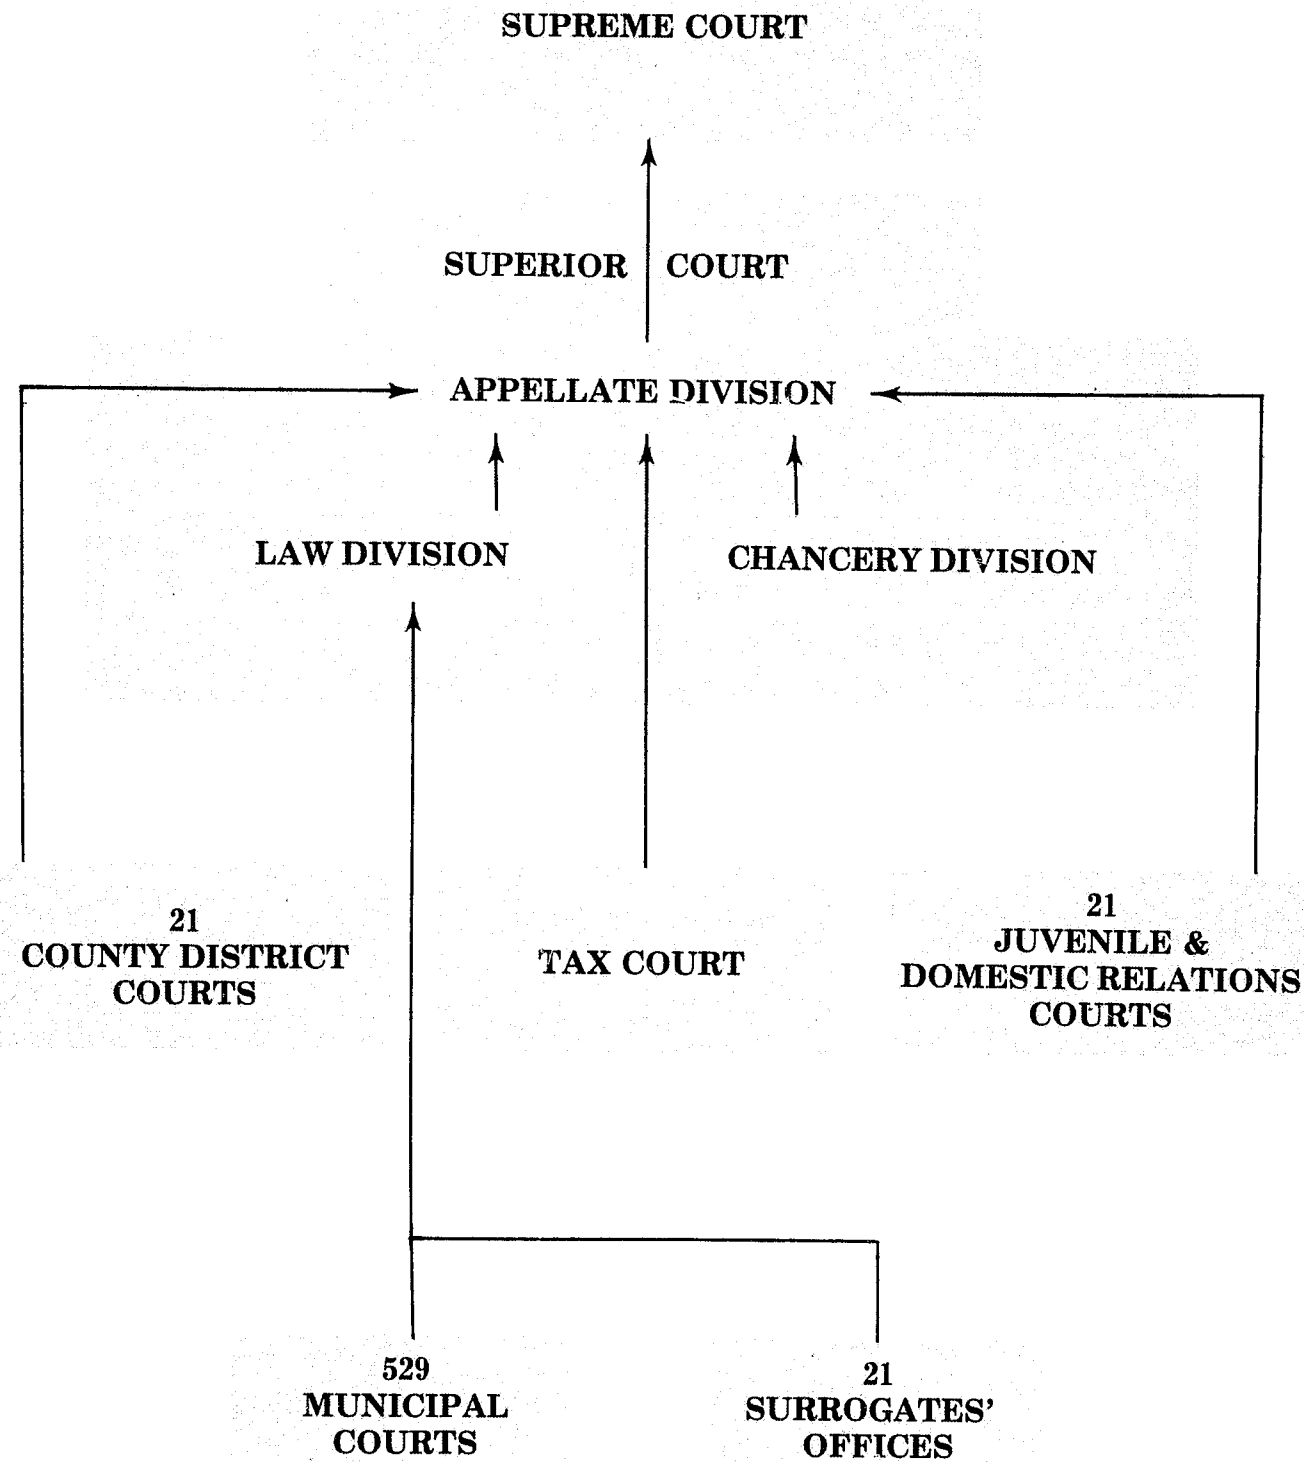 SUPREME COURT
SUPERIOR COURT
APPELLATE DIVISION
LAW DIVISION
CHANCERY DIVISION
21
COUNTY DISTRICT
COURTS
TAX COURT
21
JUVENILE &
DOMESTIC RELATIONS
COURTS
529
MUNICIPAL
COURTS
21
SURROGATES'
OFFICES